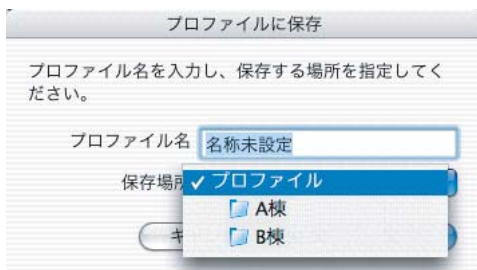 プロファイルに保存
プロファイル名を入力し、保存する場所を指定してく
ださい。
プロファイル名 名称未設定
保存場所 ✓ プロファイル
A棟
B棟
キ